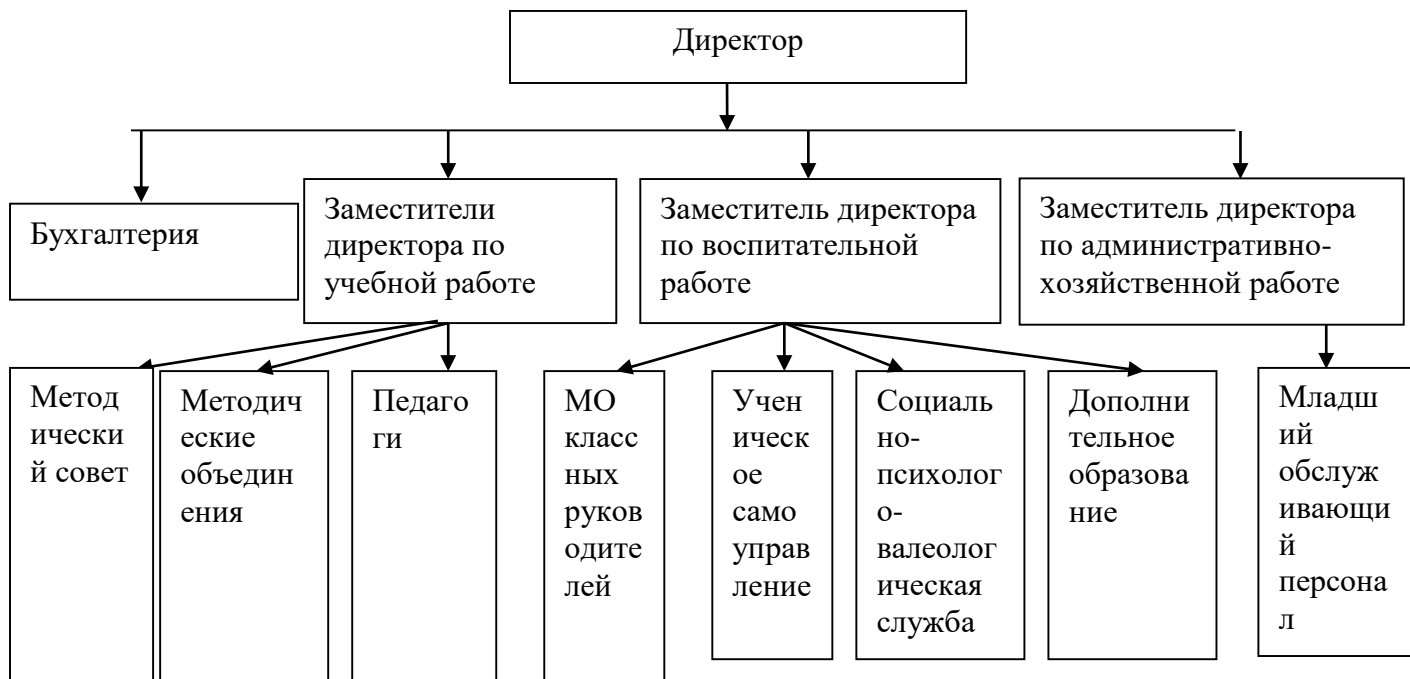 Директор
Бухгалтерия
Заместители
директора по
учебной работе
Заместитель директора
по воспитательной
работе
Заместитель директора
по административно-
хозяйственной работе
Метод
ически
й совет
Методич
еские
объедин
ения
Педаго
ги
МО
класс
ных
руков
одите
лей
Учен
ическ
ое
само
управ
ление
Социаль
но-
психолог
о-
валеолог
ическая
служба
Дополни
тельное
образова
ние
Младш
ий
обслуж
ивающи
й
персона
л